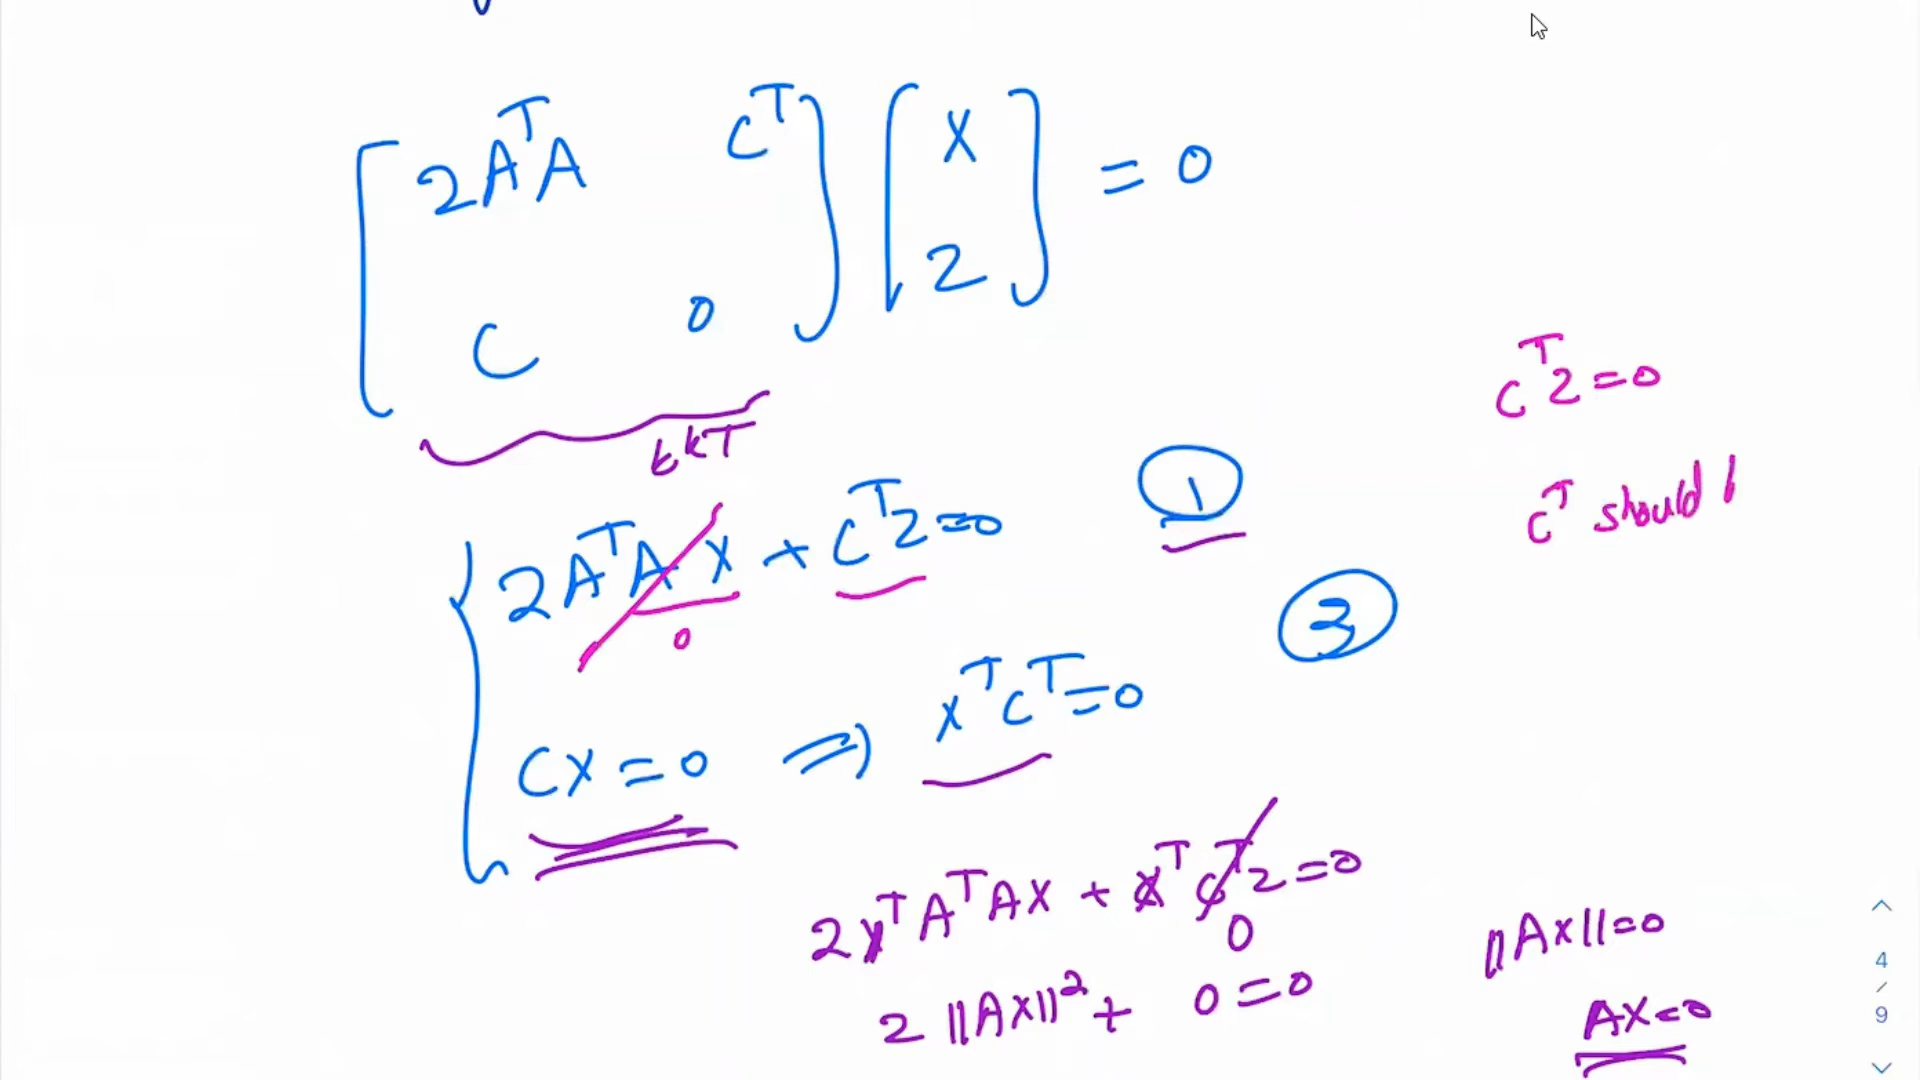 [ 2AᵀA Cᵀ ] [ x ] = 0
[ C 0 ] [ z ]
KKT
2AᵀAx + Cᵀz = 0 ①
0
Cx = 0 ⇒ xᵀCᵀ = 0 ②
2xᵀAᵀAx + xᵀCᵀz = 0
0
2 ||Ax||² + 0 = 0
||Ax|| = 0
Ax = 0
Cᵀz = 0
Cᵀ should
4
/
9